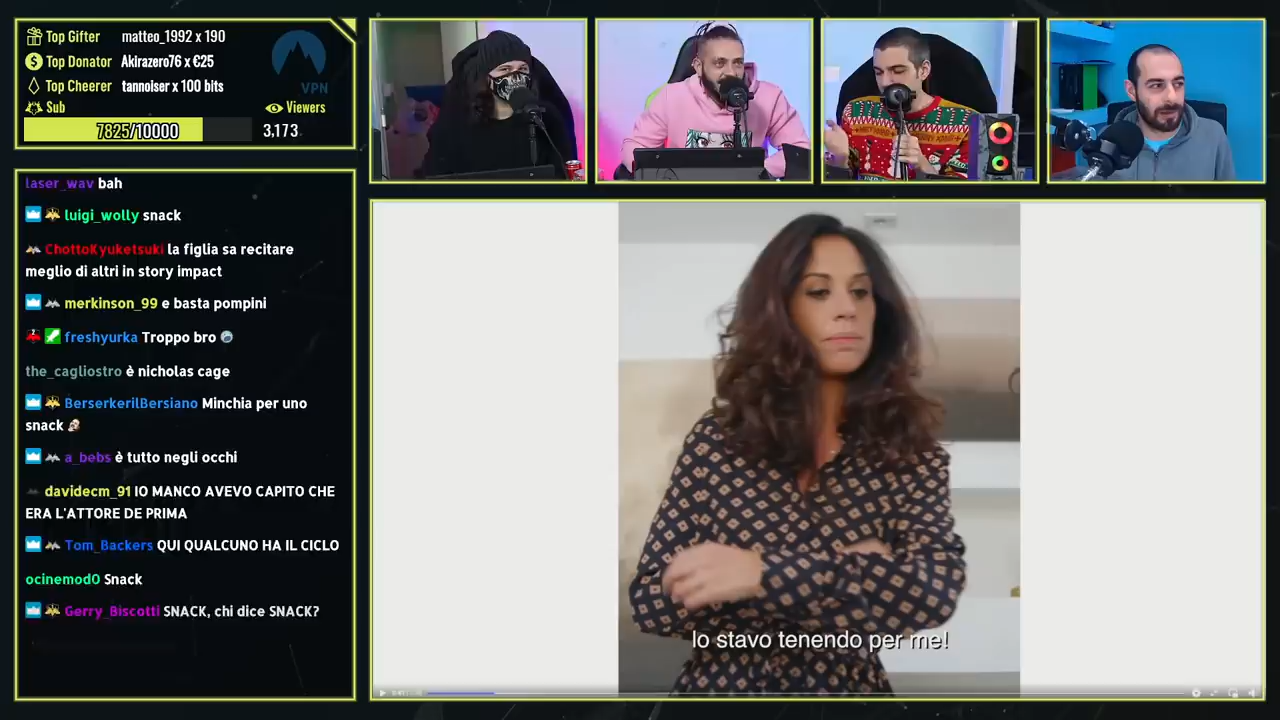 Top Gifter matteo_1992 x 190
Top Donator Akirazero76 x €25
Top Cheerer tannoiser x 100 bits
VPN
Sub Viewers
7825/10000 3,173
laser_wav bah
luigi_wolly snack
ChottoKyuketsuki la figlia sa recitare
meglio di altri in story impact
merkinson_99 e basta pompini
freshyurka Troppo bro
the_cagliostro è nicholas cage
BerserkerilBersiano Minchia per uno
snack
a_bebs è tutto negli occhi
davidecm_91 IO MANCO AVEVO CAPITO CHE
ERA L'ATTORE DE PRIMA
Tom_Backers QUI QUALCUNO HA IL CICLO
ocinemod0 Snack
Gerry_Biscotti SNACK, chi dice SNACK?
lo stavo tenendo per me!